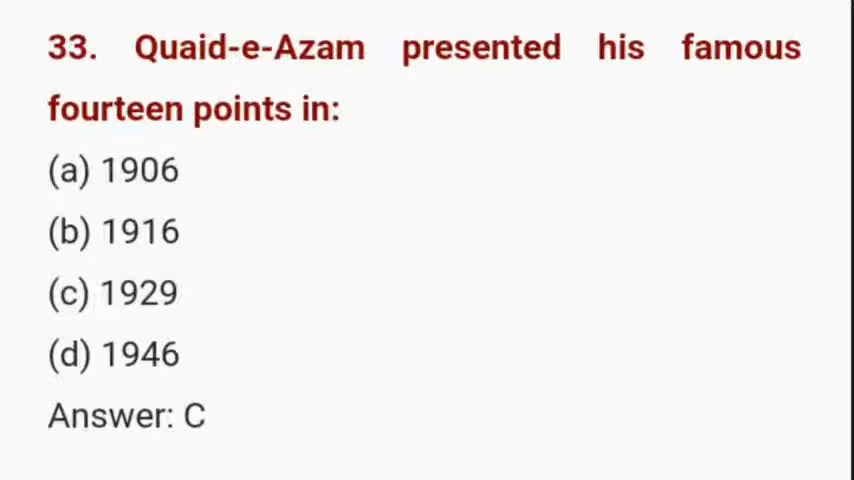 33. Quaid-e-Azam presented his famous
fourteen points in:
(a) 1906
(b) 1916
(c) 1929
(d) 1946
Answer: C